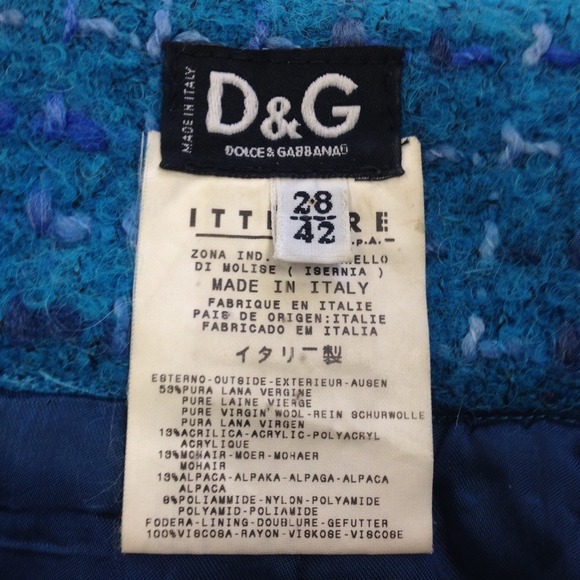 MADE IN ITALY
D&G
DOLCE & GABBANA
28
42
ITTI RE
.p.A.
ZONA IND. NELLO
DI MOLISE ( ISERNIA )
MADE IN ITALY
FABRIQUE EN ITALIE
PAIS DE ORIGEN:ITALIE
FABRICADO EM ITALIA
イタリー製
ESTERNO-OUTSIDE-EXTERIEUR-AUSEN
53%PURA LANA VERGINE
PURE LAINE VIERGE
PURE VIRGIN WOOL-REIN SCHURWOLLE
PURA LANA VIRGEN
13%ACRILICA-ACRYLIC-POLYACRYL
ACRYLIQUE
13%MOHAIR-MOER-MOHAER
MOHAIR
13%ALPACA-ALPAKA-ALPAGA-ALPACA
ALPACA
8%POLIAMMIDE-NYLON-POLYAMIDE
POLYAMID-POLIAMIDE
FODERA-LINING-DOUBLURE-GEFUTTER
100%VISCOSA-RAYON-VISKOSE-VISCOSE